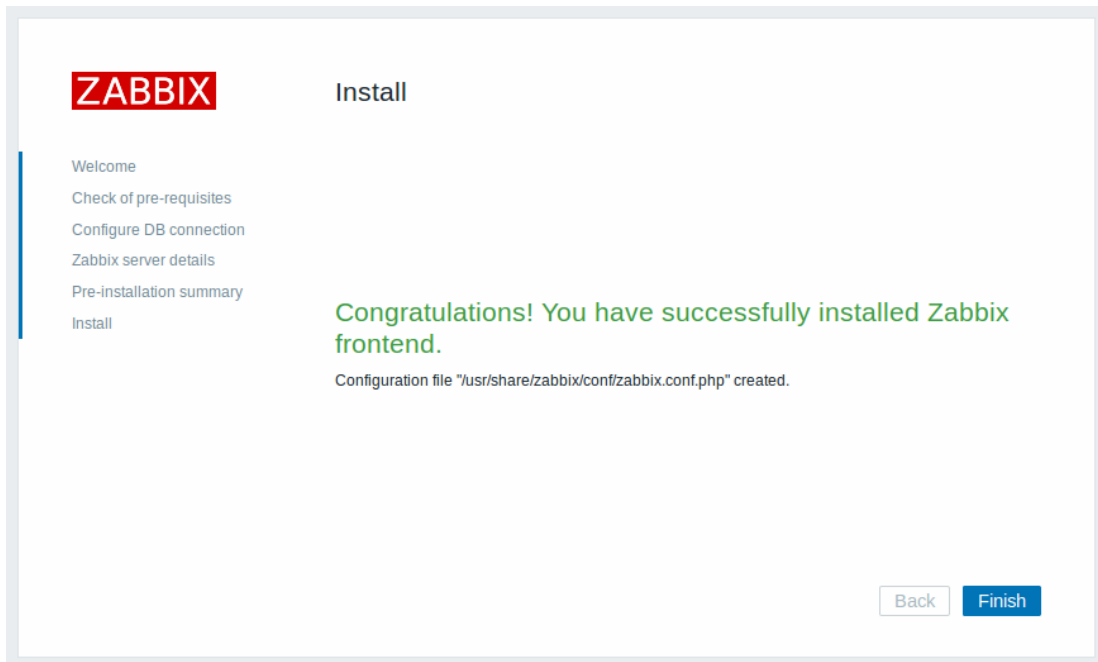 ZABBIX
Install
Welcome
Check of pre-requisites
Configure DB connection
Zabbix server details
Pre-installation summary
Install
Congratulations! You have successfully installed Zabbix
frontend.
Configuration file "/usr/share/zabbix/conf/zabbix.conf.php" created.
Back
Finish